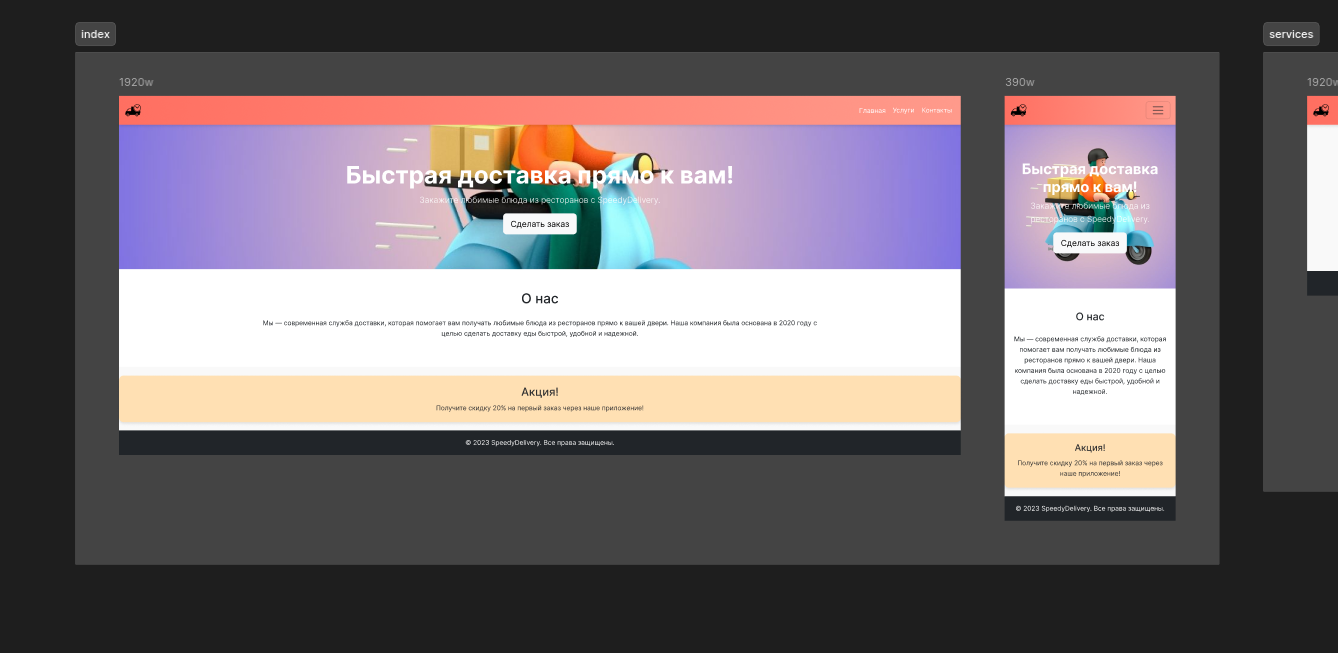 index
services
1920w
390w
1920w
Главная Услуги Контакты
Быстрая доставка прямо к вам!
Закажите любимые блюда из ресторанов с SpeedyDelivery.
Сделать заказ
О нас
Мы — современная служба доставки, которая помогает вам получать любимые блюда из ресторанов прямо к вашей двери. Наша компания была основана в 2020 году с
целью сделать доставку еды быстрой, удобной и надежной.
Акция!
Получите скидку 20% на первый заказ через наше приложение!
© 2023 SpeedyDelivery. Все права защищены.
Быстрая доставка
прямо к вам!
Закажите любимые блюда из
ресторанов с SpeedyDelivery.
Сделать заказ
О нас
Мы — современная служба доставки, которая
помогает вам получать любимые блюда из
ресторанов прямо к вашей двери. Наша
компания была основана в 2020 году с целью
сделать доставку еды быстрой, удобной и
надежной.
Акция!
Получите скидку 20% на первый заказ через
наше приложение!
© 2023 SpeedyDelivery. Все права защищены.